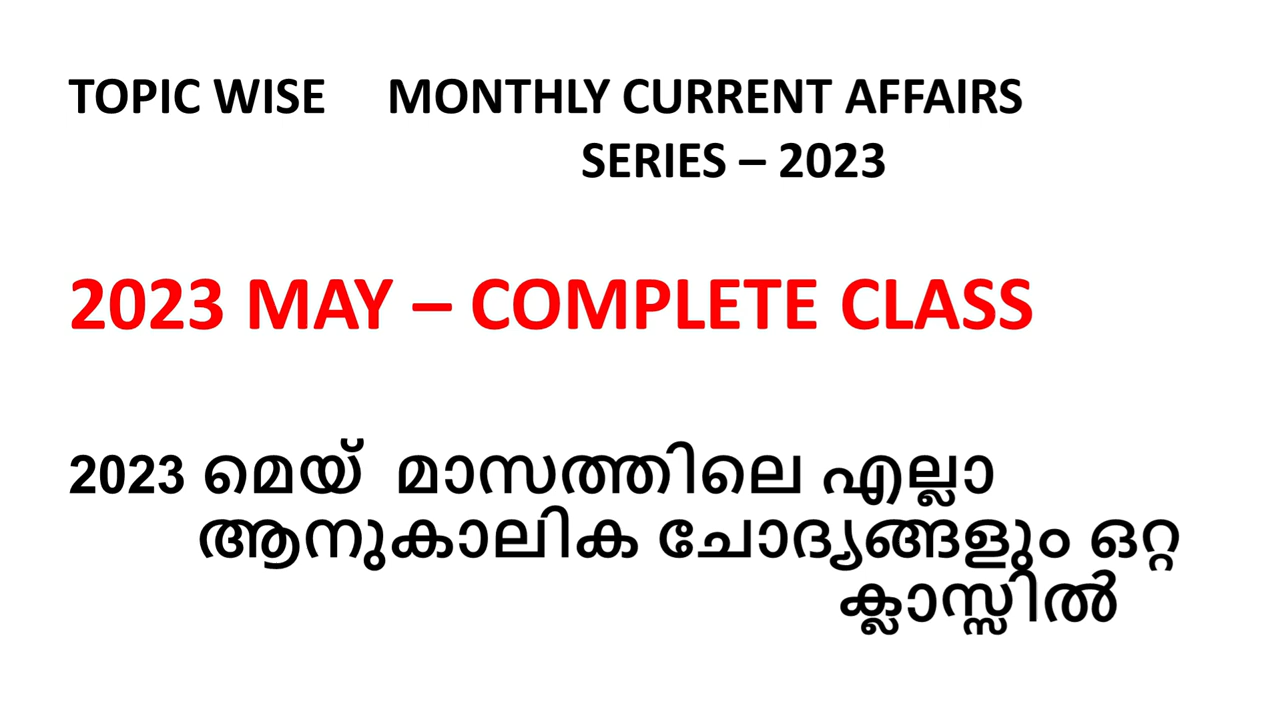 TOPIC WISE MONTHLY CURRENT AFFAIRS
SERIES – 2023
2023 MAY – COMPLETE CLASS
2023 മെയ് മാസത്തിലെ എല്ലാ
ആനുകാലിക ചോദ്യങ്ങളും ഒറ്റ
ക്ലാസ്സിൽ